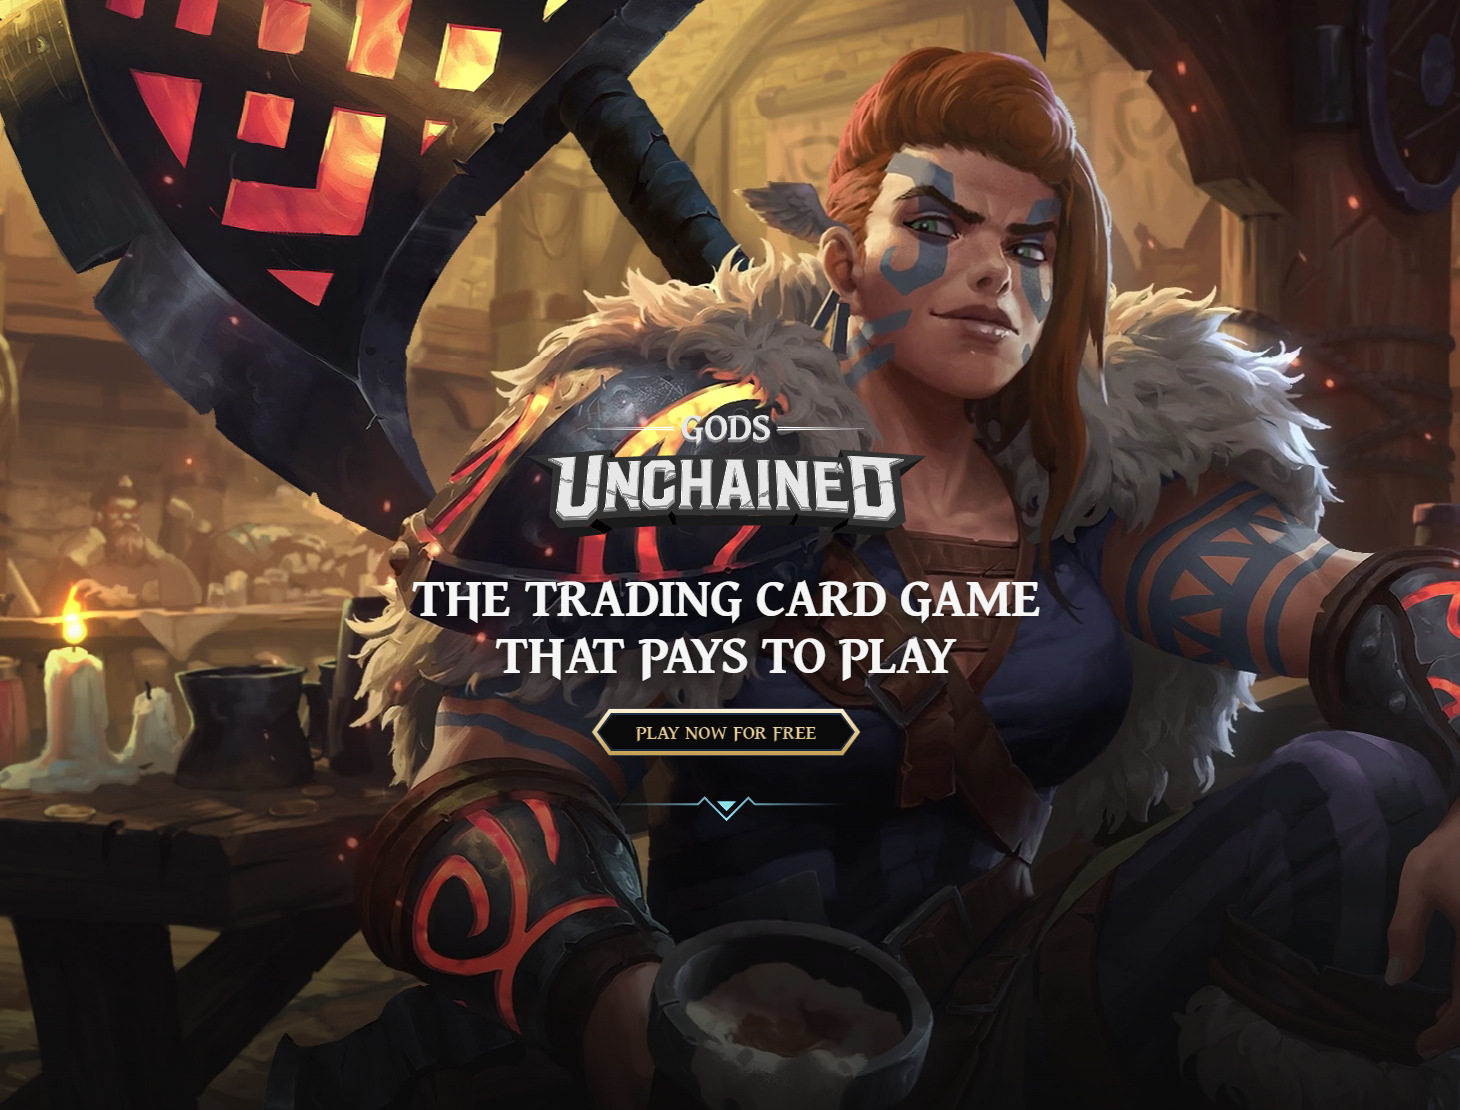 GODS
UNCHAINED
THE TRADING CARD GAME
THAT PAYS TO PLAY
PLAY NOW FOR FREE